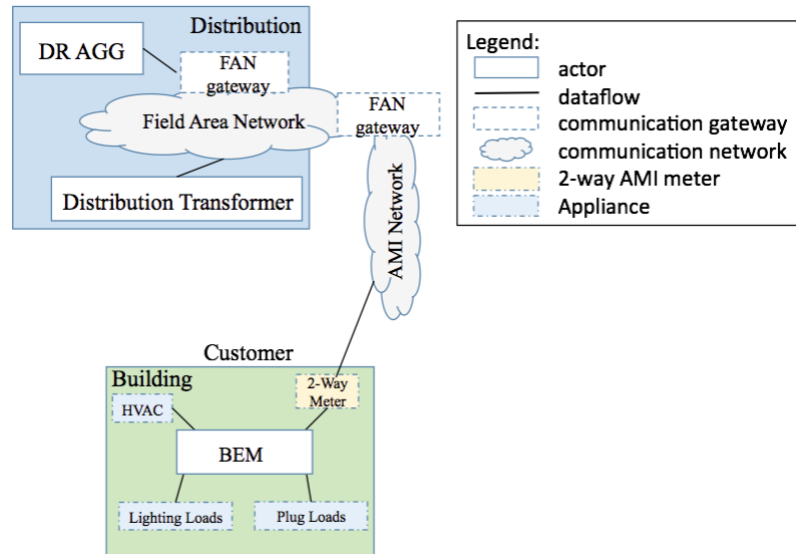 Distribution
DR AGG
FAN
gateway
Field Area Network
FAN
gateway
Distribution Transformer
AMI Network
Legend:
actor
dataflow
communication gateway
communication network
2-way AMI meter
Appliance
Customer
Building
HVAC
2-Way
Meter
BEM
Lighting Loads
Plug Loads